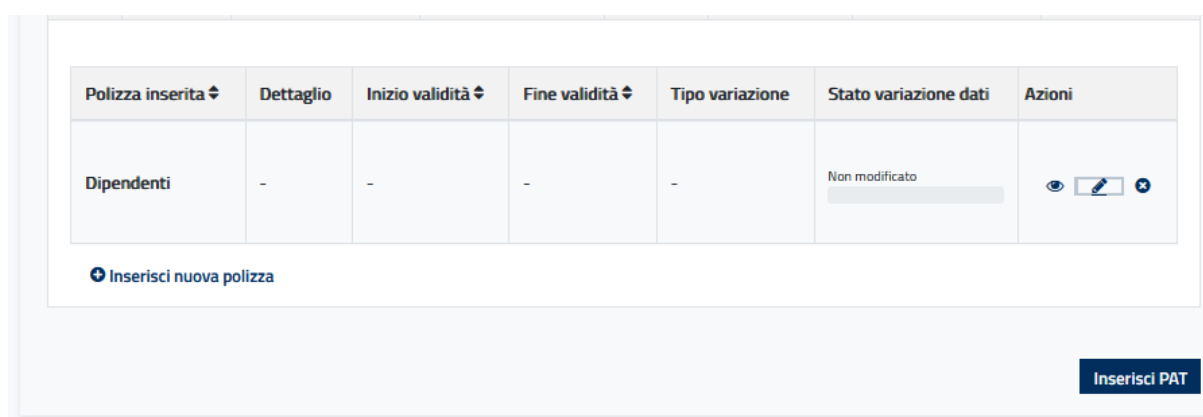 Polizza inserita Dettaglio Inizio validità Fine validità Tipo variazione Stato variazione dati Azioni
Dipendenti - - - - Non modificato
Inserisci nuova polizza
Inserisci PAT